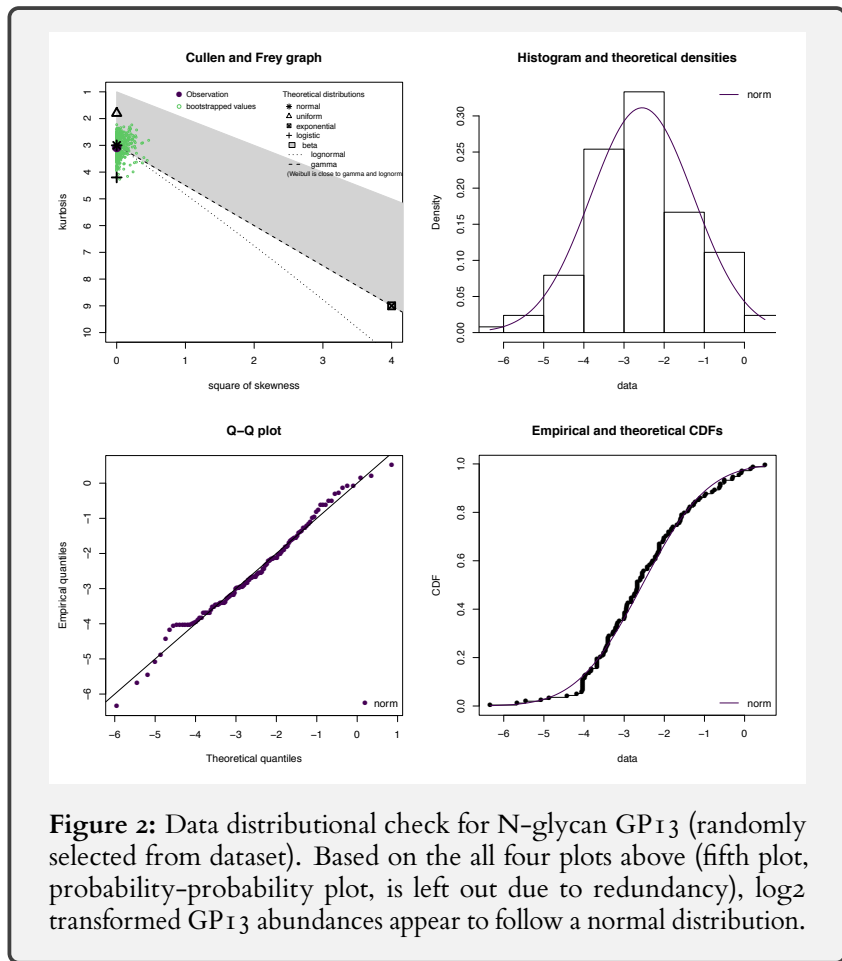 Cullen and Frey graph
Observation
bootstrapped values
Theoretical distributions
normal
uniform
exponential
logistic
beta
lognormal
gamma
(Weibull is close to gamma and lognorm
kurtosis
1
2
3
4
5
6
7
8
9
10
0
1
2
3
4
square of skewness
Histogram and theoretical densities
norm
Density
0.30
0.25
0.20
0.15
0.10
0.05
0.00
−6
−5
−4
−3
−2
−1
0
data
Q−Q plot
Empirical quantiles
0
−1
−2
−3
−4
−5
−6
norm
−6
−5
−4
−3
−2
−1
0
1
Theoretical quantiles
Empirical and theoretical CDFs
CDF
1.0
0.8
0.6
0.4
0.2
0.0
norm
−6
−5
−4
−3
−2
−1
0
data
Figure 2: Data distributional check for N-glycan GP13 (randomly
selected from dataset). Based on the all four plots above (fifth plot,
probability-probability plot, is left out due to redundancy), log2
transformed GP13 abundances appear to follow a normal distribution.